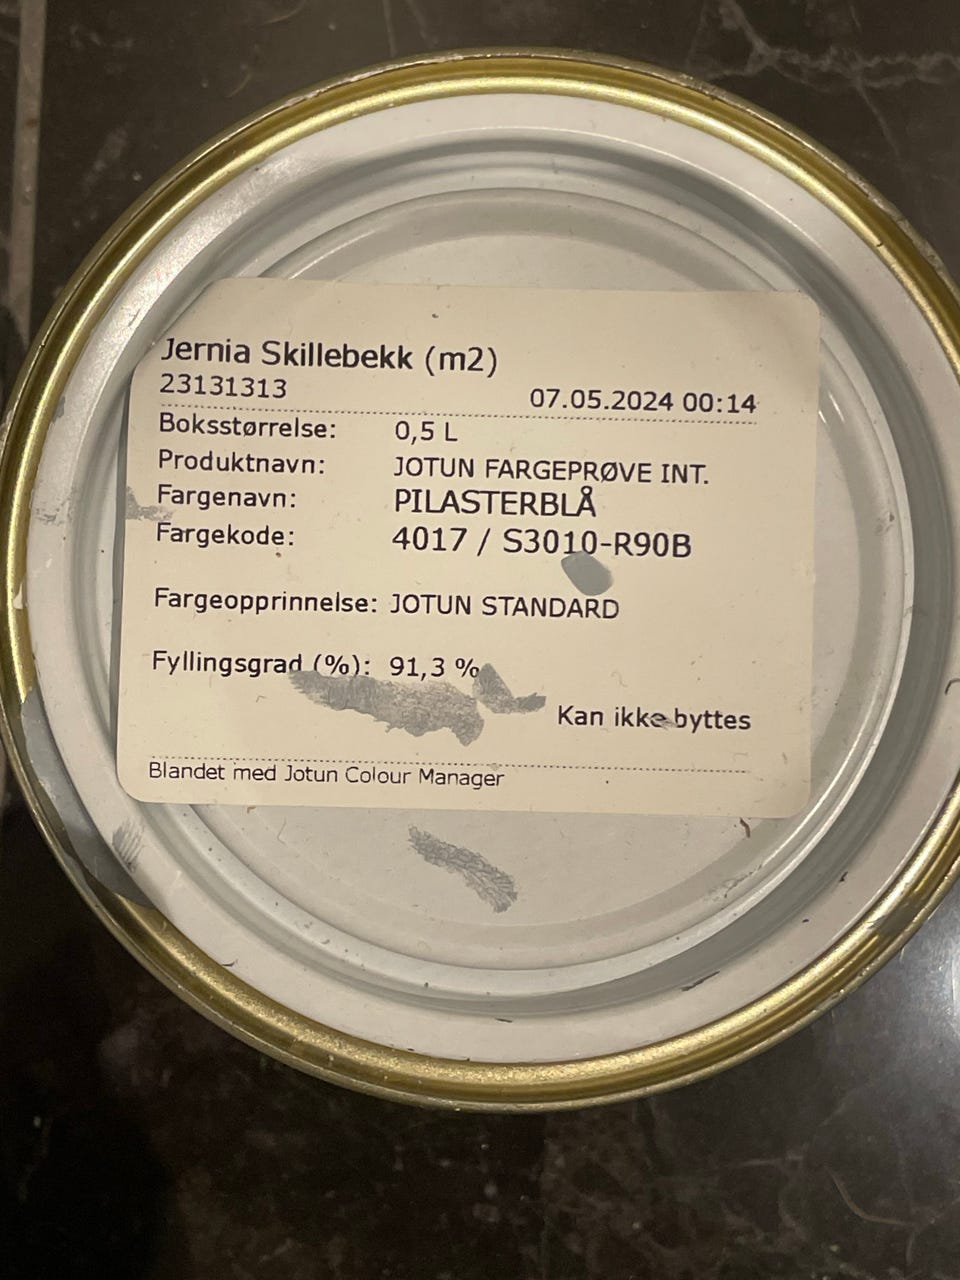 Jernia Skillebekk (m2)
23131313 07.05.2024 00:14
Boksstørrelse: 0,5 L
Produktnavn: JOTUN FARGEPRØVE INT.
Fargenavn: PILASTERBLÅ
Fargekode: 4017 / S3010-R90B
Fargeopprinnelse: JOTUN STANDARD
Fyllingsgrad (%): 91,3 %
Kan ikke byttes
Blandet med Jotun Colour Manager